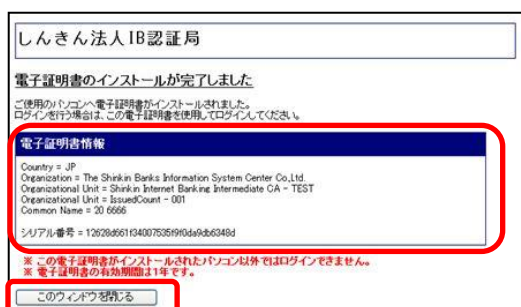 しんきん法人IB認証局
電子証明書のインストールが完了しました
ご使用のパソコンへ電子証明書がインストールされました。
ログインを行う場合は、この電子証明書を使用してログインしてください。
電子証明書情報
Country = JP
Organization = The Shinkin Banks Information System Center Co.,Ltd.
Organizational Unit = Shinkin Internet Banking Intermediate CA - TEST
Organizational Unit = IssuedCount - 001
Common Name = 20 6666
シリアル番号 =
※ この電子証明書がインストールされたパソコン以外ではログインできません。
※ 電子証明書の有効期間は1年です。
このウィンドウを閉じる